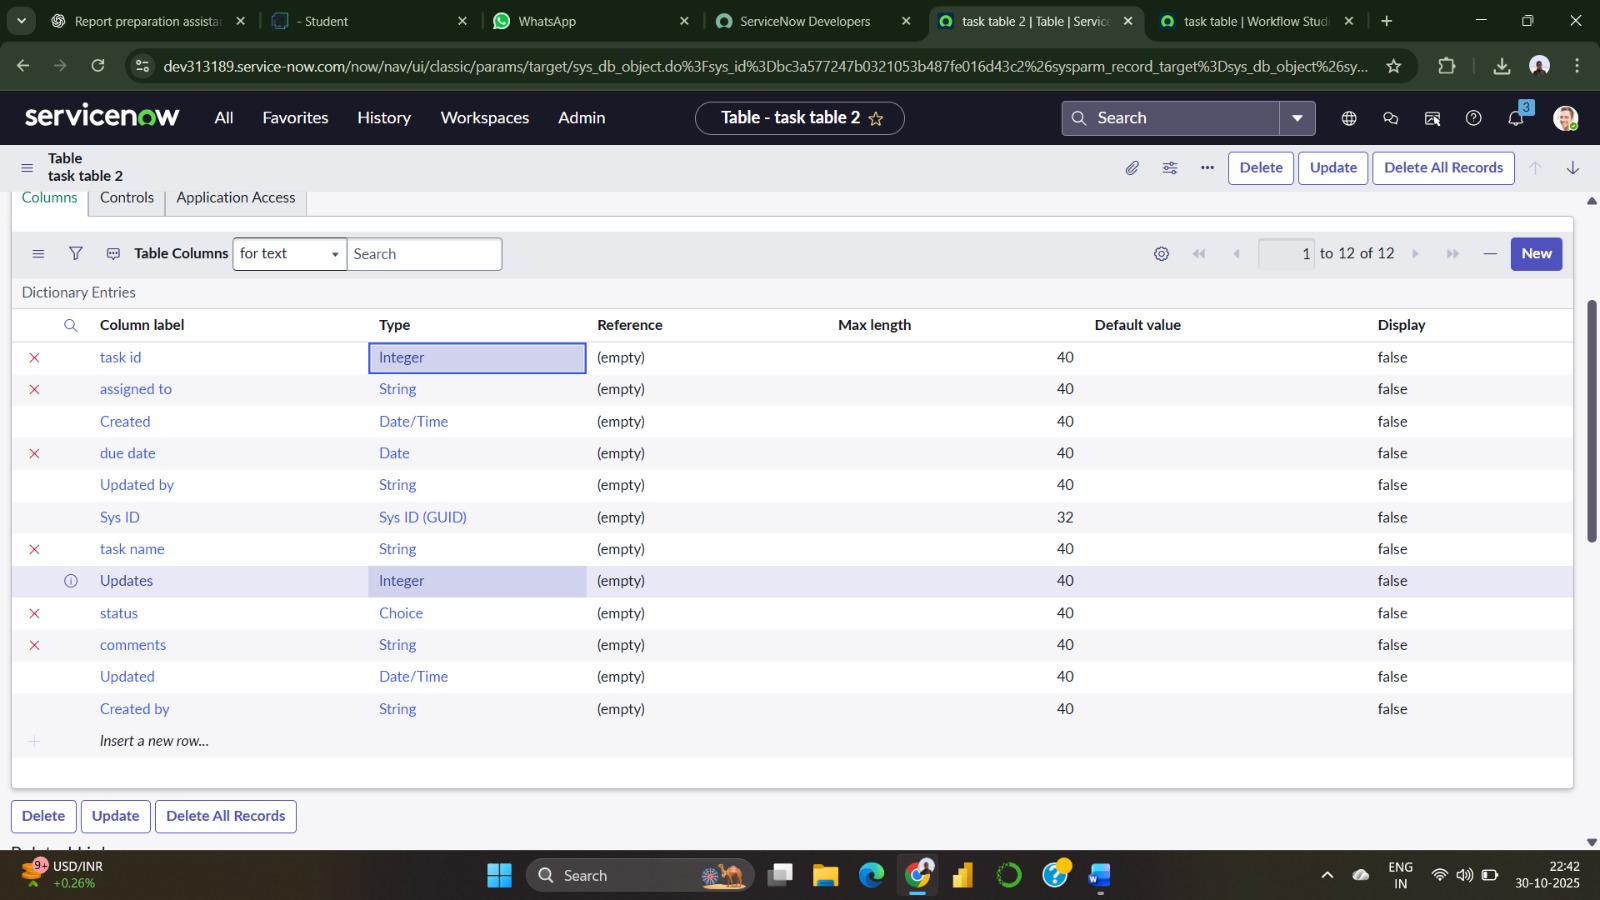 Report preparation assistar
- Student
WhatsApp
ServiceNow Developers
task table 2 | Table | Service
task table | Workflow Studi
dev313189.service-now.com/now/nav/ui/classic/params/target/sys_db_object.do%3Fsys_id%3Dbc3a577247b0321053b487fe016d43c2%26sysparm_record_target%3Dsys_db_object%26sy...
servicenow
All
Favorites
History
Workspaces
Admin
Table - task table 2
Search
3
Table
task table 2
Delete
Update
Delete All Records
Columns
Controls
Application Access
Table Columns
for text
Search
1 to 12 of 12
New
Dictionary Entries
Column label Type Reference Max length Default value Display
task id Integer (empty) 40 false
assigned to String (empty) 40 false
Created Date/Time (empty) 40 false
due date Date (empty) 40 false
Updated by String (empty) 40 false
Sys ID Sys ID (GUID) (empty) 32 false
task name String (empty) 40 false
Updates Integer (empty) 40 false
status Choice (empty) 40 false
comments String (empty) 40 false
Updated Date/Time (empty) 40 false
Created by String (empty) 40 false
Insert a new row...
Delete
Update
Delete All Records
9+
USD/INR
+0.26%
Search
ENG
IN
22:42
30-10-2025